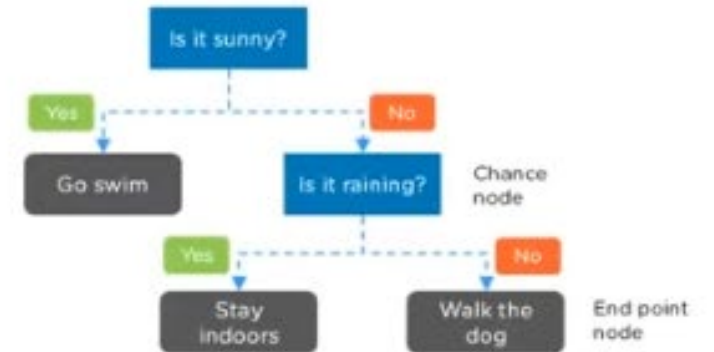 Is it sunny?
Yes
No
Go swim
Is it raining?
Chance
node
Yes
No
Stay
indoors
Walk the
dog
End point
node